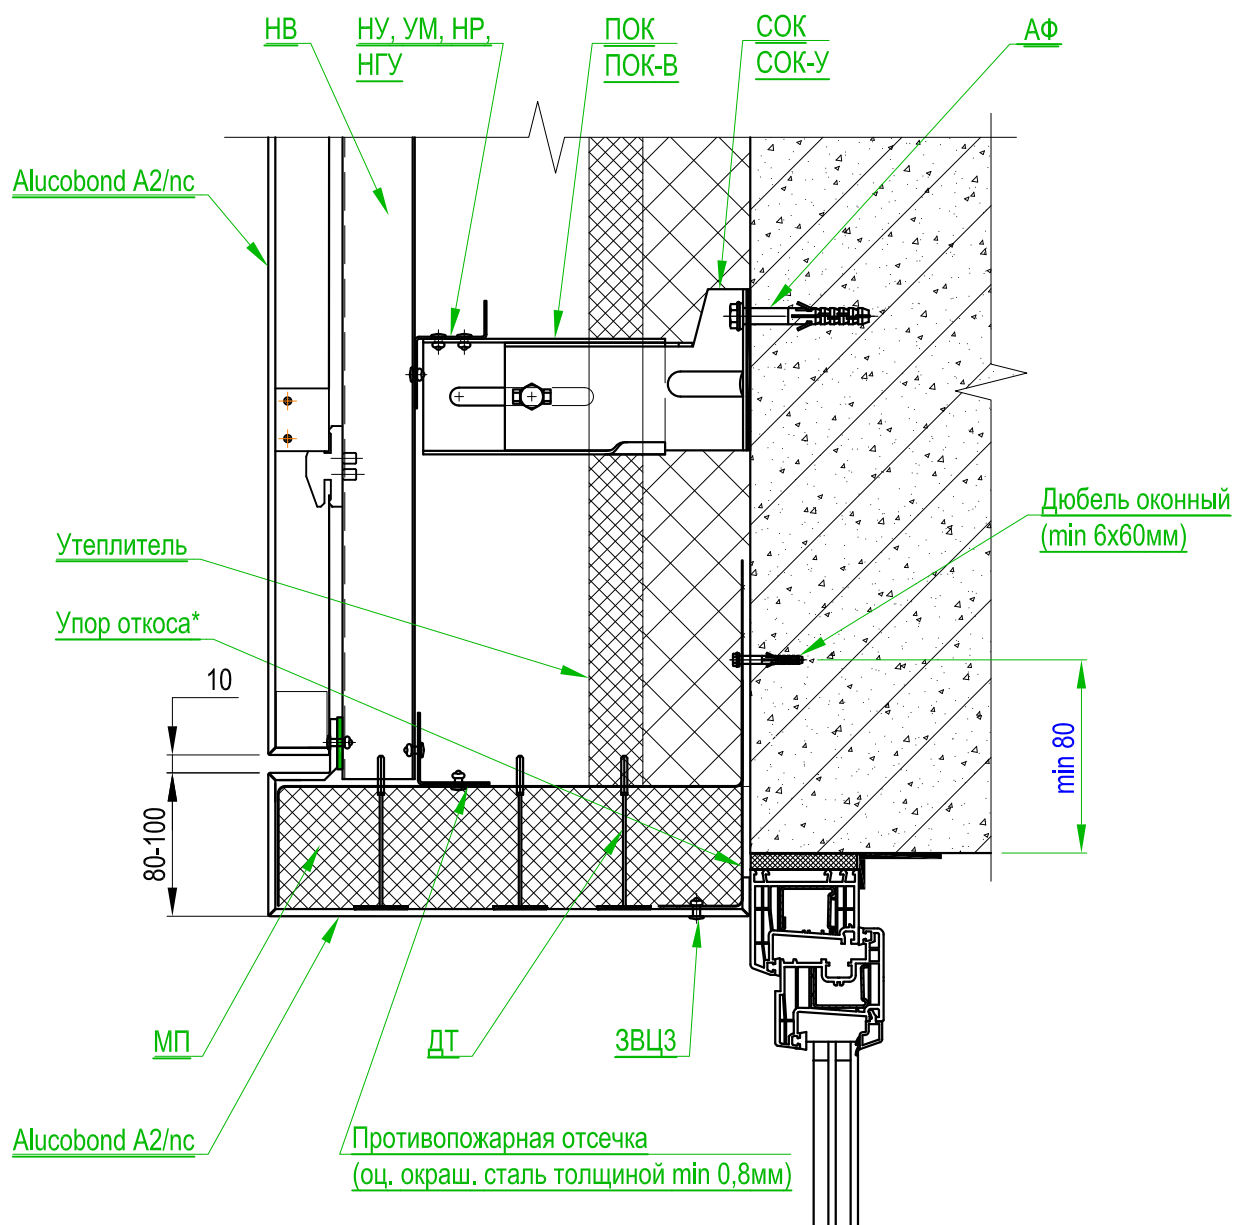 НВ
НУ, УМ, НР,
НГУ
ПОК
ПОК-В
СОК
СОК-У
АФ
Alucobond A2/nc
Дюбель оконный
(min 6x60мм)
Утеплитель
Упор откоса*
10
min 80
80-100
МП
ДТ
ЗВЦЗ
Alucobond A2/nc
Противопожарная отсечка
(оц. окраш. сталь толщиной min 0,8мм)